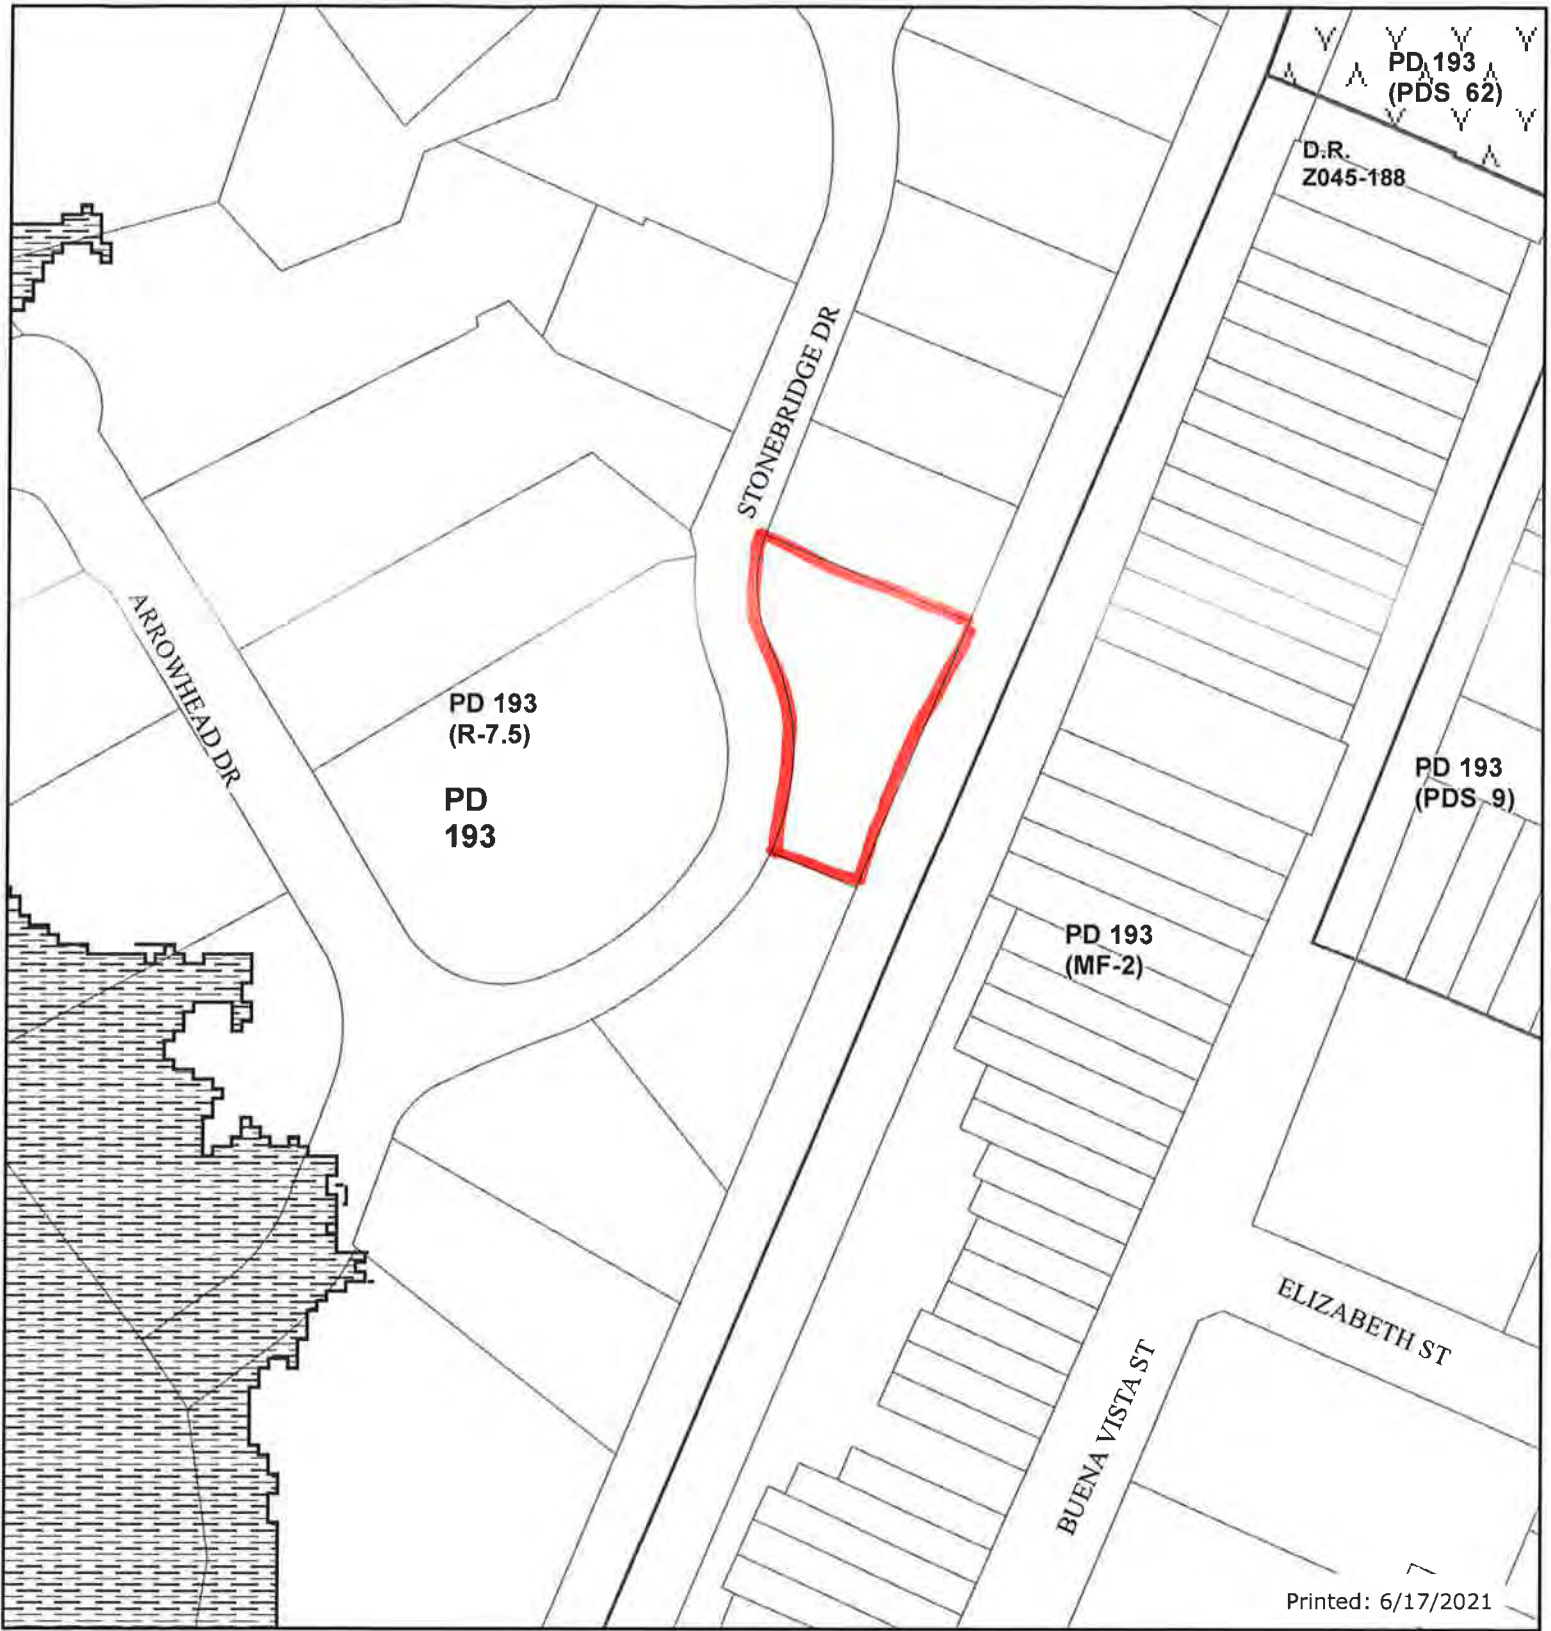 PD 193
(PDS 62)
D.R.
Z045-188
STONEBRIDGE DR
ARROWHEAD DR
PD 193
(R-7.5)
PD
193
PD 193
(PDS 9)
PD 193
(MF-2)
ELIZABETH ST
BUENA VISTA ST
Printed: 6/17/2021